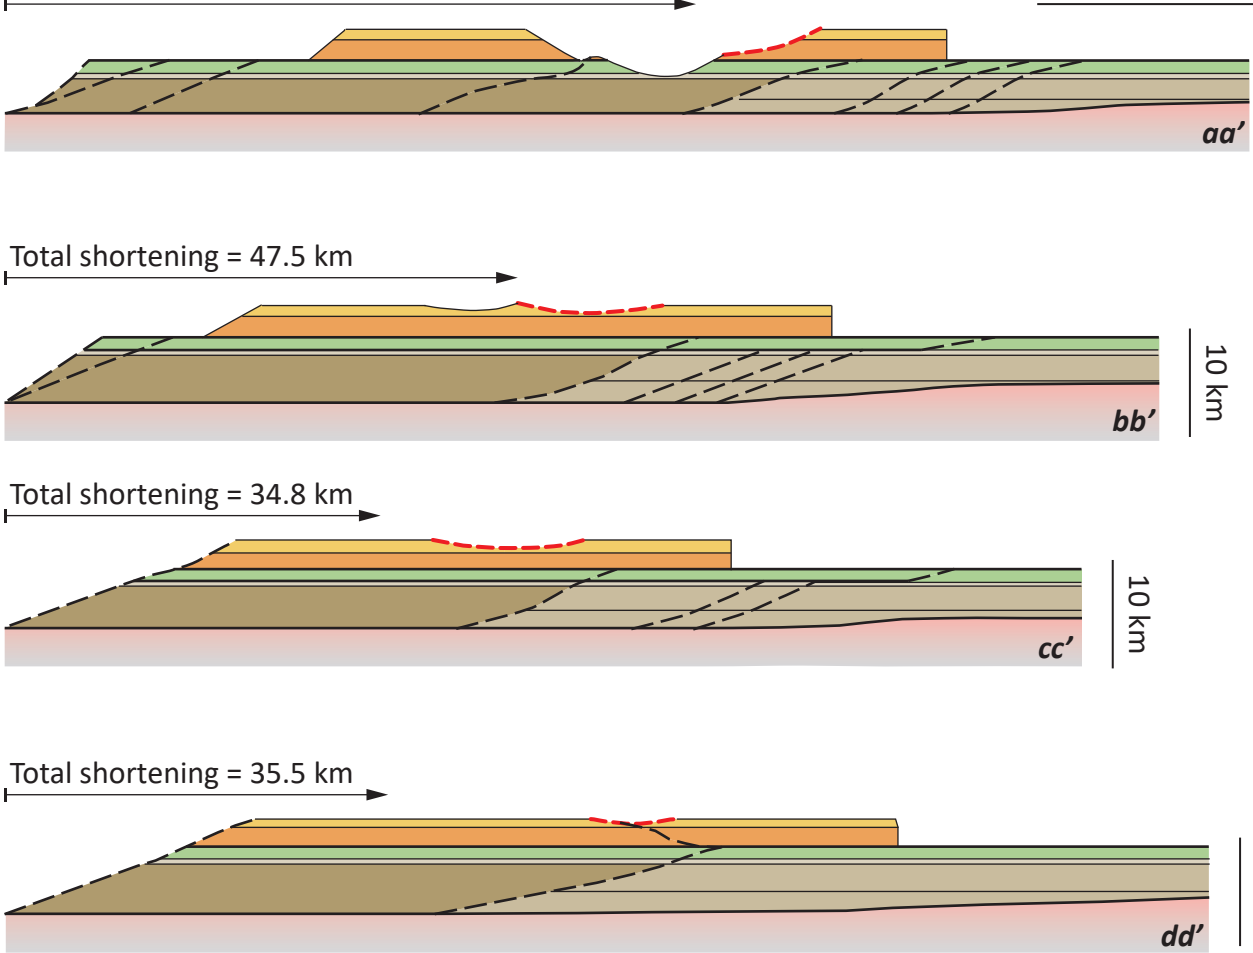 aa’
Total shortening = 47.5 km
10 km
bb’
Total shortening = 34.8 km
10 km
cc’
Total shortening = 35.5 km
dd’